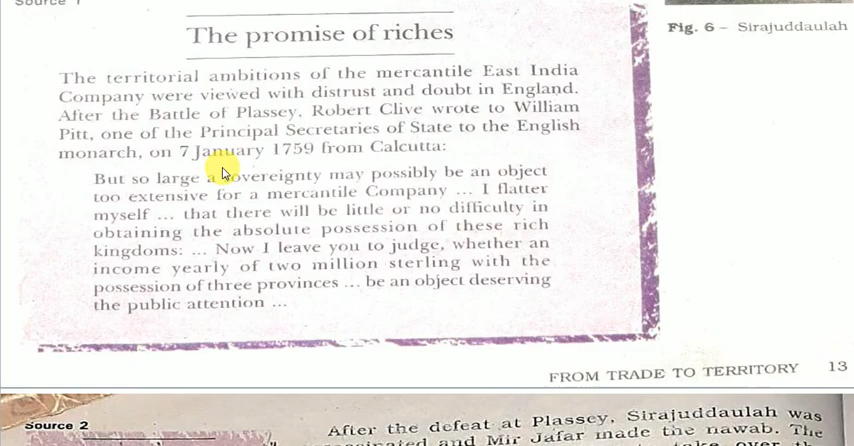 Source 1
The promise of riches
Fig. 6 – Sirajuddaulah
The territorial ambitions of the mercantile East India
Company were viewed with distrust and doubt in England.
After the Battle of Plassey, Robert Clive wrote to William
Pitt, one of the Principal Secretaries of State to the English
monarch, on 7 January 1759 from Calcutta:
But so large a sovereignty may possibly be an object
too extensive for a mercantile Company ... I flatter
myself ... that there will be little or no difficulty in
obtaining the absolute possession of these rich
kingdoms: ... Now I leave you to judge, whether an
income yearly of two million sterling with the
possession of three provinces ... be an object deserving
the public attention ...
FROM TRADE TO TERRITORY 13
Source 2
After the defeat at Plassey, Sirajuddaulah was
and Mir Jafar made the nawab. The